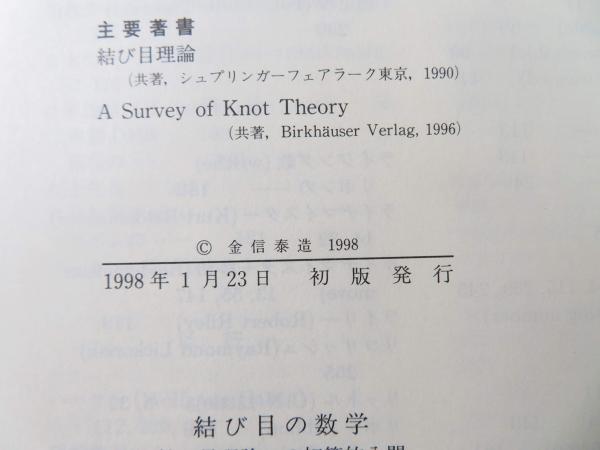 主要著書
結び目理論
(共著, シュプリンガーフェアラーク東京, 1990)
A Survey of Knot Theory
(共著, Birkhäuser Verlag, 1996)
© 金信泰造 1998
1998年1月23日 初版発行
結び目の数学